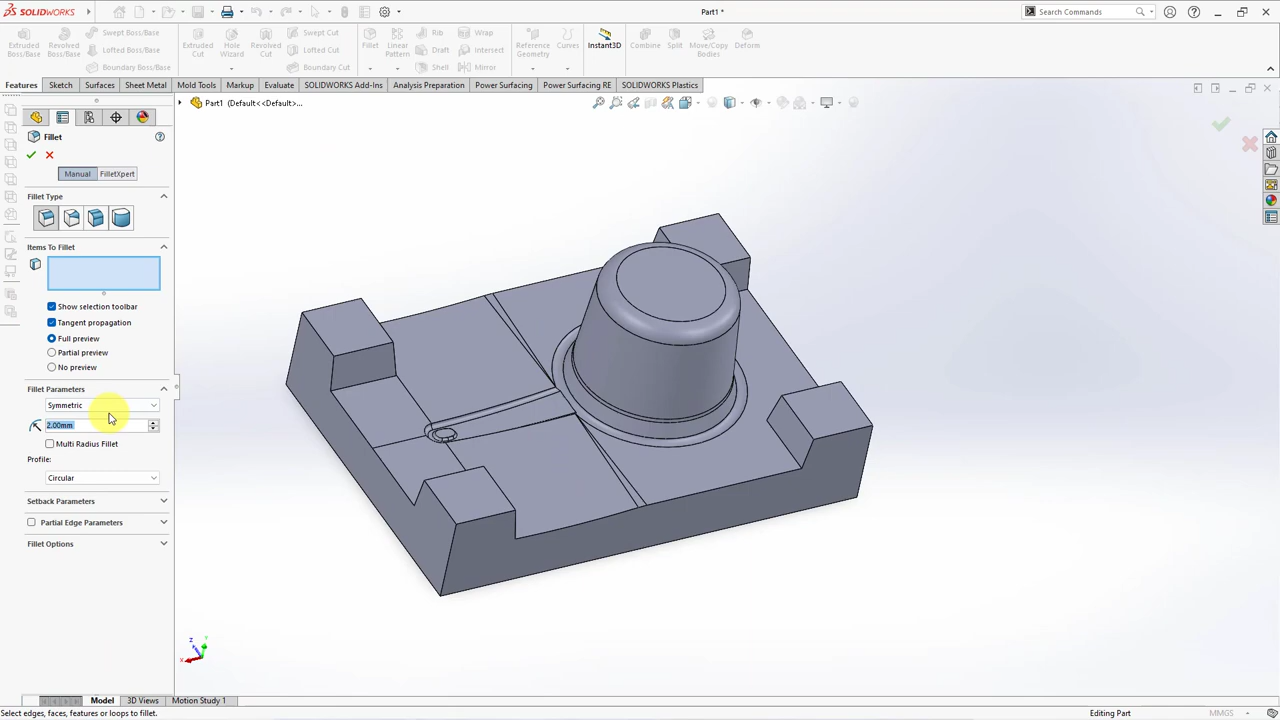 SOLIDWORKS
Part1 *
Search Commands
Extruded Boss/Base
Revolved Boss/Base
Swept Boss/Base
Lofted Boss/Base
Boundary Boss/Base
Extruded Cut
Hole Wizard
Revolved Cut
Swept Cut
Lofted Cut
Boundary Cut
Fillet
Linear Pattern
Rib
Draft
Shell
Wrap
Intersect
Mirror
Reference Geometry
Curves
Instant3D
Combine
Split
Move/Copy Bodies
Deform
Features
Sketch
Surfaces
Sheet Metal
Mold Tools
Markup
Evaluate
SOLIDWORKS Add-Ins
Analysis Preparation
Power Surfacing
Power Surfacing RE
SOLIDWORKS Plastics
Part1 (Default<<Default>...
Fillet
Manual
FilletXpert
Fillet Type
Items To Fillet
Show selection toolbar
Tangent propagation
Full preview
Partial preview
No preview
Fillet Parameters
Symmetric
2.00mm
Multi Radius Fillet
Profile:
Circular
Setback Parameters
Partial Edge Parameters
Fillet Options
Z
Y
X
Model
3D Views
Motion Study 1
Select edges, faces, features or loops to fillet.
Editing Part
MMGS